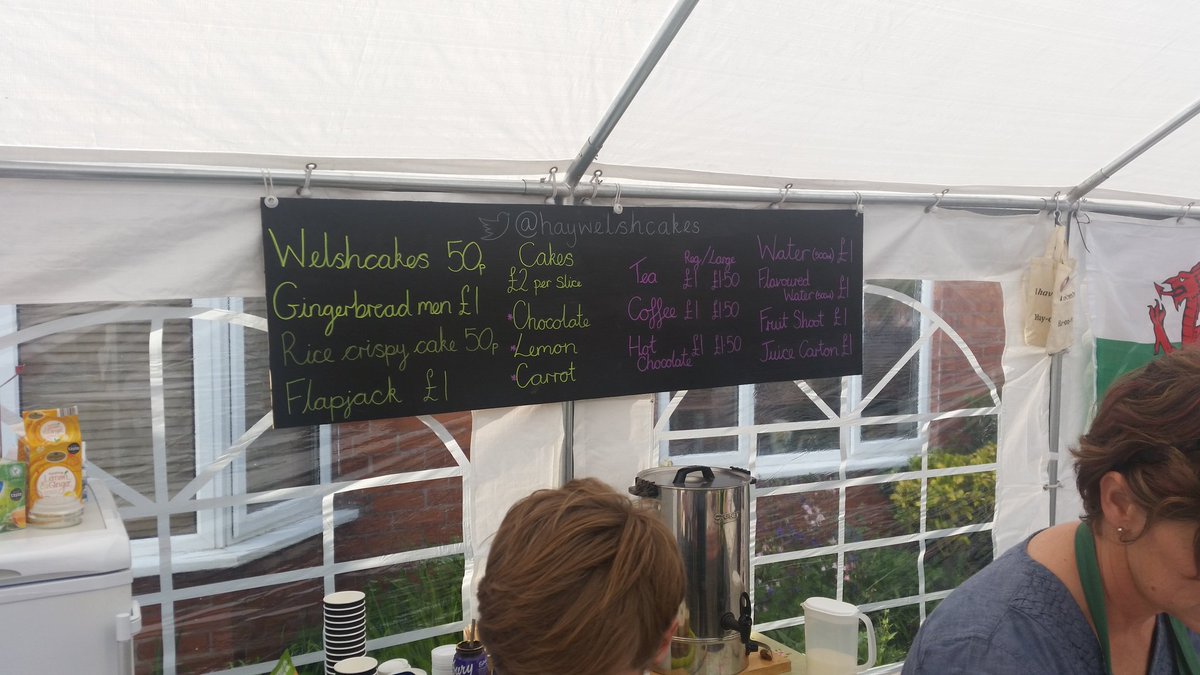 @haywelshcakes
Welshcakes 50p
Gingerbread men £1
Rice crispy cake 50p
Flapjack £1
Cakes
£2 per slice
*Chocolate
*Lemon
*Carrot
Reg/Large
Tea £1 £1·50
Coffee £1 £1·50
Hot Chocolate £1 £1·50
Water (500ml) £1
Flavoured
Water (500ml) £1
Fruit Shoot £1
Juice Carton £1
Lemon
Ginger